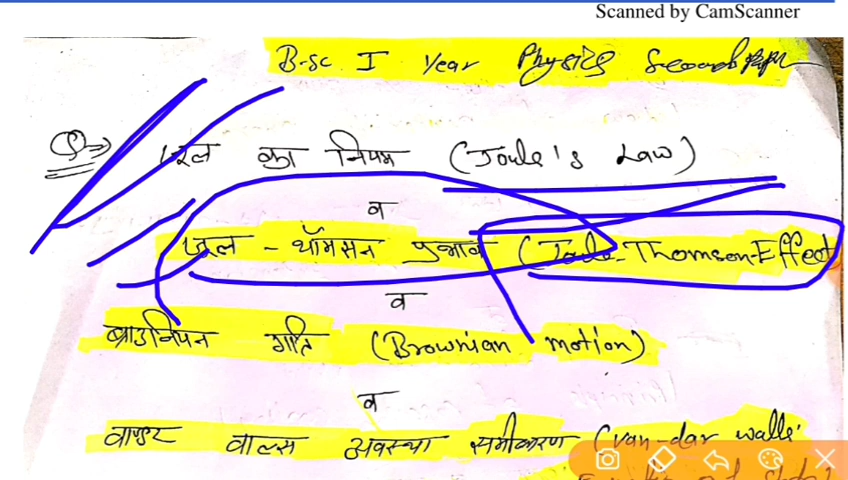 Scanned by CamScanner
B.sc I Year Physics Second Paper
Q→ जूल का नियम (Joule's Law)
व
जूल - थॉमसन प्रभाव (Joule-Thomson-Effect
व
ब्राउनियन गति (Brownian motion)
व
वाण्डर वाल्स अवस्था समीकरण (van-dar walls'